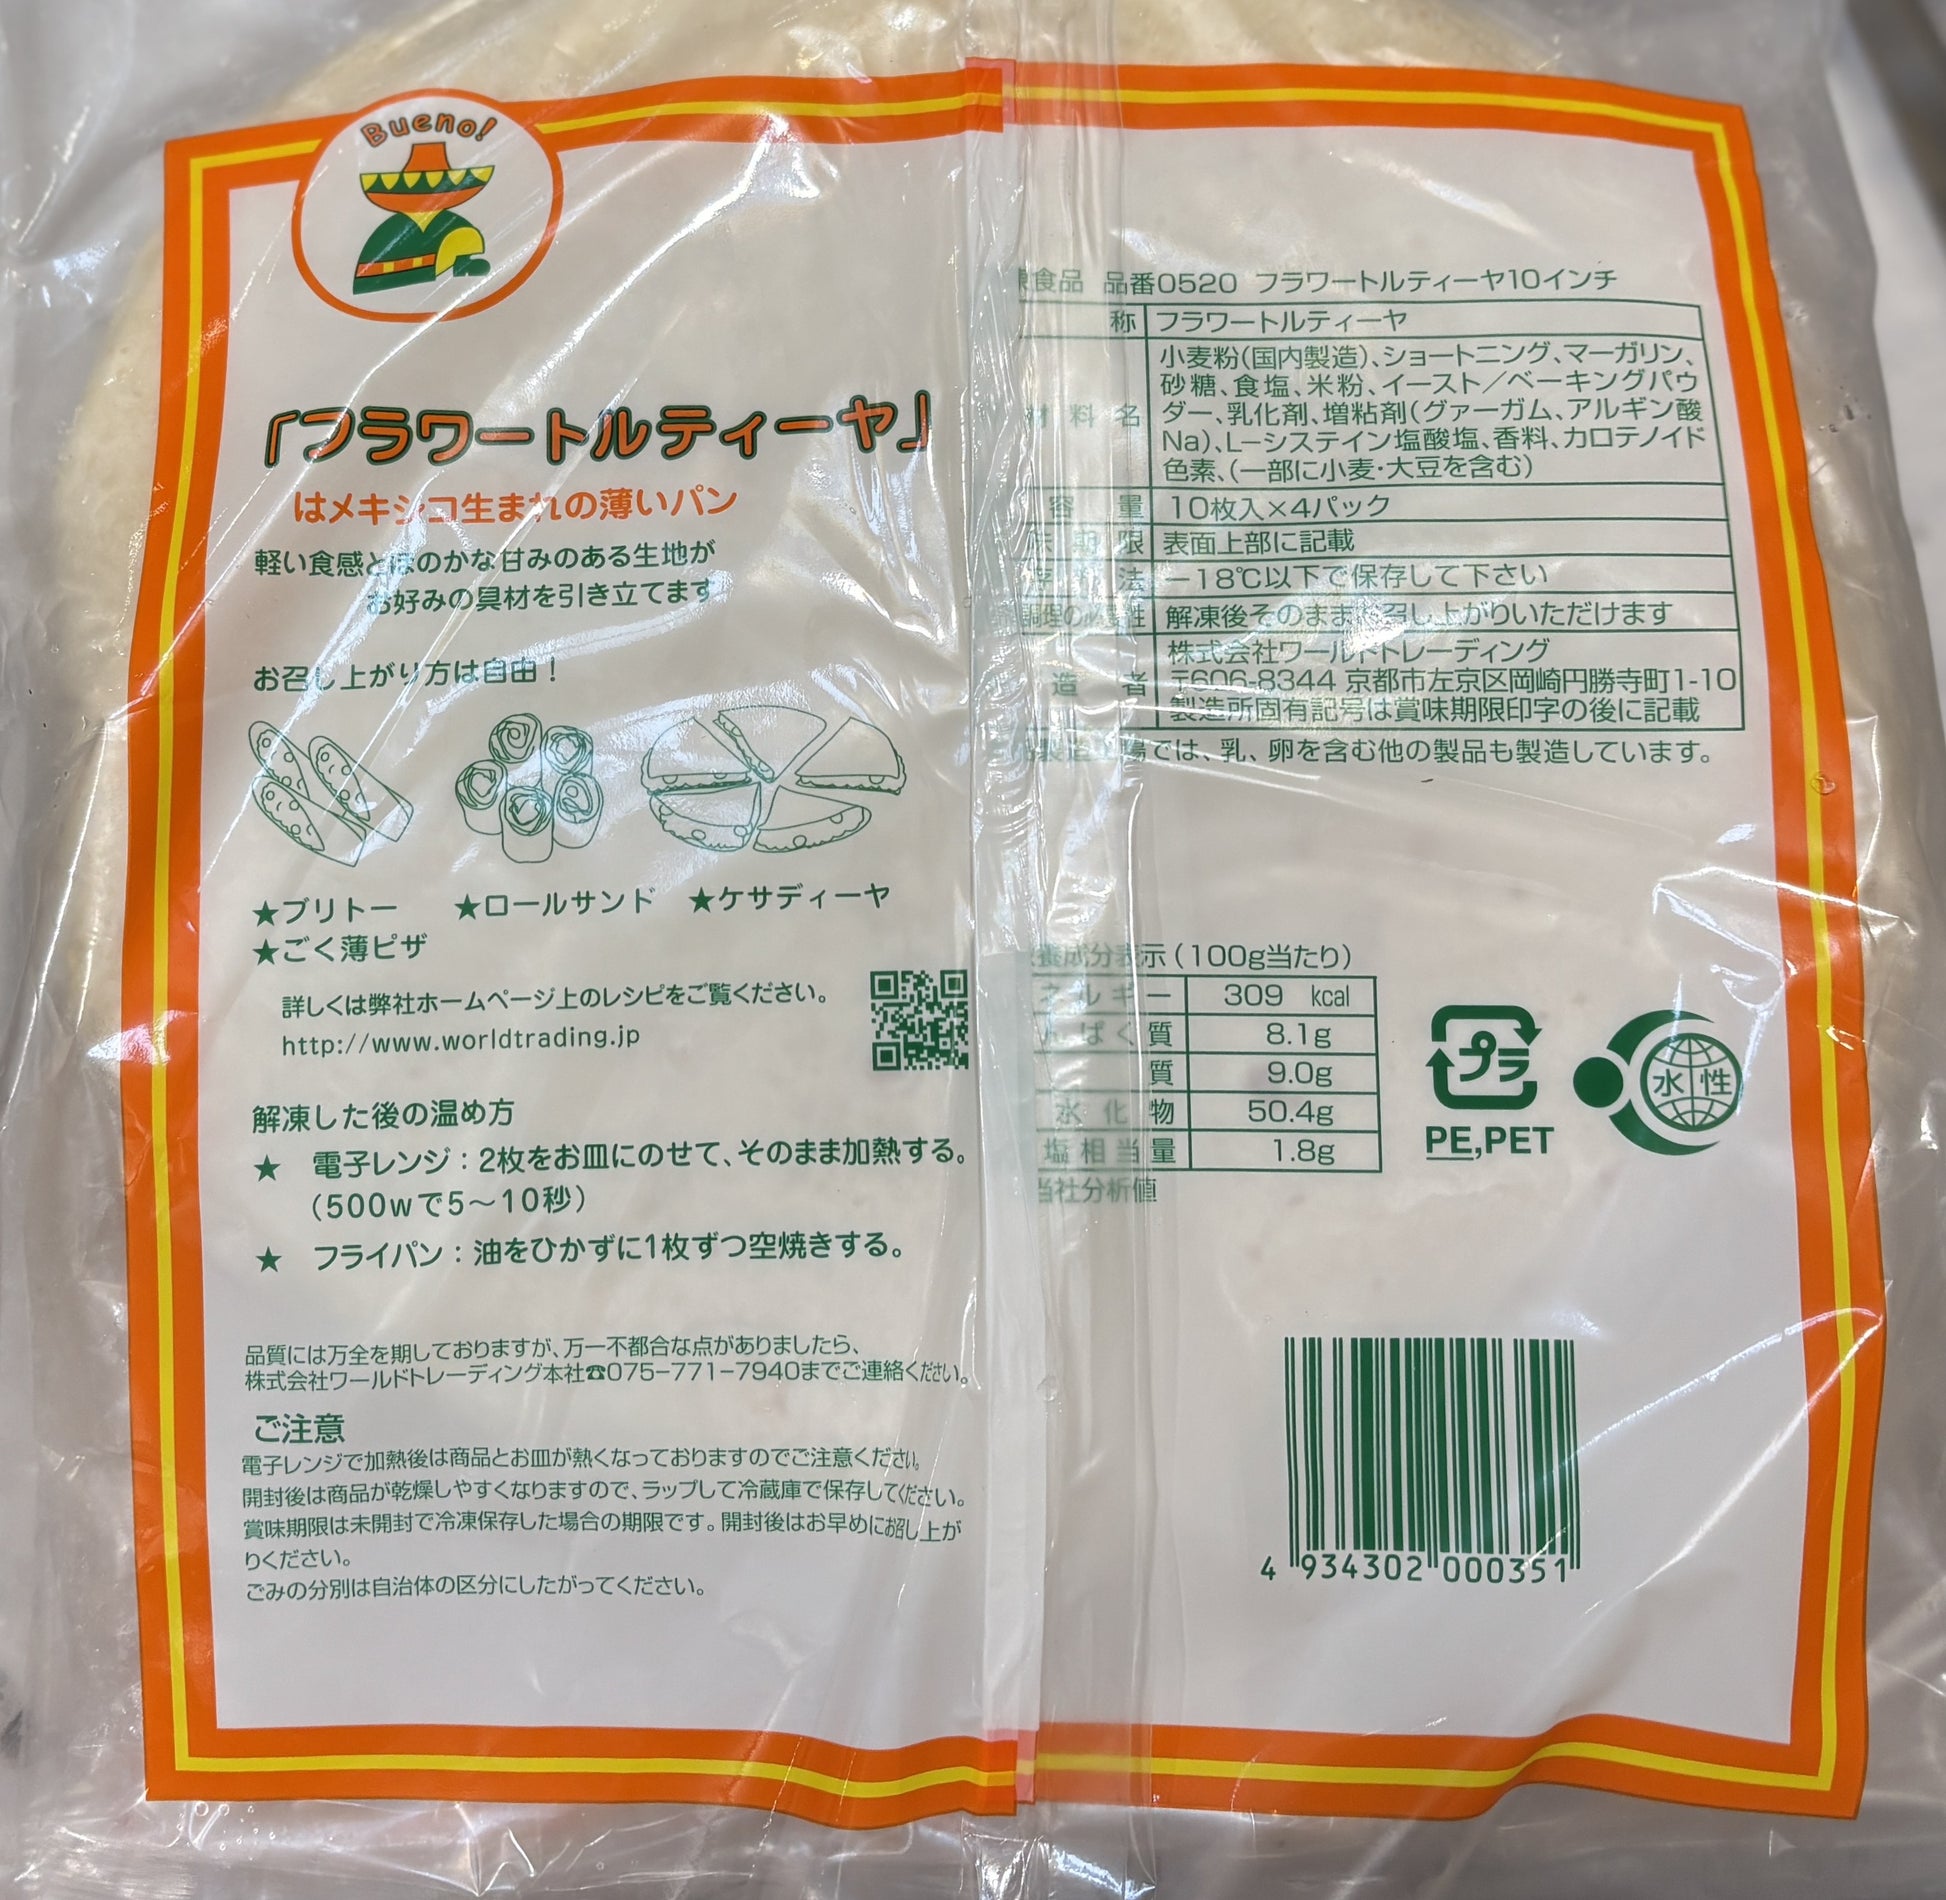 Bueno!
「フラワートルティーヤ」
はメキシコ生まれの薄いパン
軽い食感とほのかな甘みのある生地が
お好みの具材を引き立てます
お召し上がり方は自由!
★ブリトー ★ロールサンド ★ケサディーヤ
★ごく薄ピザ
詳しくは弊社ホームページ上のレシピをご覧ください。
http://www.worldtrading.jp
解凍した後の温め方
★ 電子レンジ:2枚をお皿にのせて、そのまま加熱する。
(500wで5〜10秒)
★ フライパン:油をひかずに1枚ずつ空焼きする。
品質には万全を期しておりますが、万一不都合な点がありましたら、
株式会社ワールドトレーディング本社☎075-771-7940までご連絡ください。
ご注意
電子レンジで加熱後は商品とお皿が熱くなっておりますのでご注意ください。
開封後は商品が乾燥しやすくなりますので、ラップして冷蔵庫で保存してください。
賞味期限は未開封で冷凍保存した場合の期限です。開封後はお早めにお召し上が
りください。
ごみの分別は自治体の区分にしたがってください。
食品 品番0520 フラワートルティーヤ10インチ
称 フラワートルティーヤ
材料名 小麦粉(国内製造)、ショートニング、マーガリン、
砂糖、食塩、米粉、イースト/ベーキングパウ
ダー、乳化剤、増粘剤(グァーガム、アルギン酸
Na)、L-システイン塩酸塩、香料、カロテノイド
色素、(一部に小麦・大豆を含む)
容量 10枚入×4パック
期限 表面上部に記載
法 -18℃以下で保存して下さい
調理の必要性 解凍後そのままお召し上がりいただけます
造者 株式会社ワールドトレーディング
〒606-8344 京都市左京区岡崎円勝寺町1-10
製造所固有記号は賞味期限印字の後に記載
製造工場では、乳、卵を含む他の製品も製造しています。
養成分表示(100g当たり)
ネルギー 309 kcal
んぱく質 8.1g
質 9.0g
水化物 50.4g
塩相当量 1.8g
当社分析値
プラ
PE,PET
水性
4 934302 000351